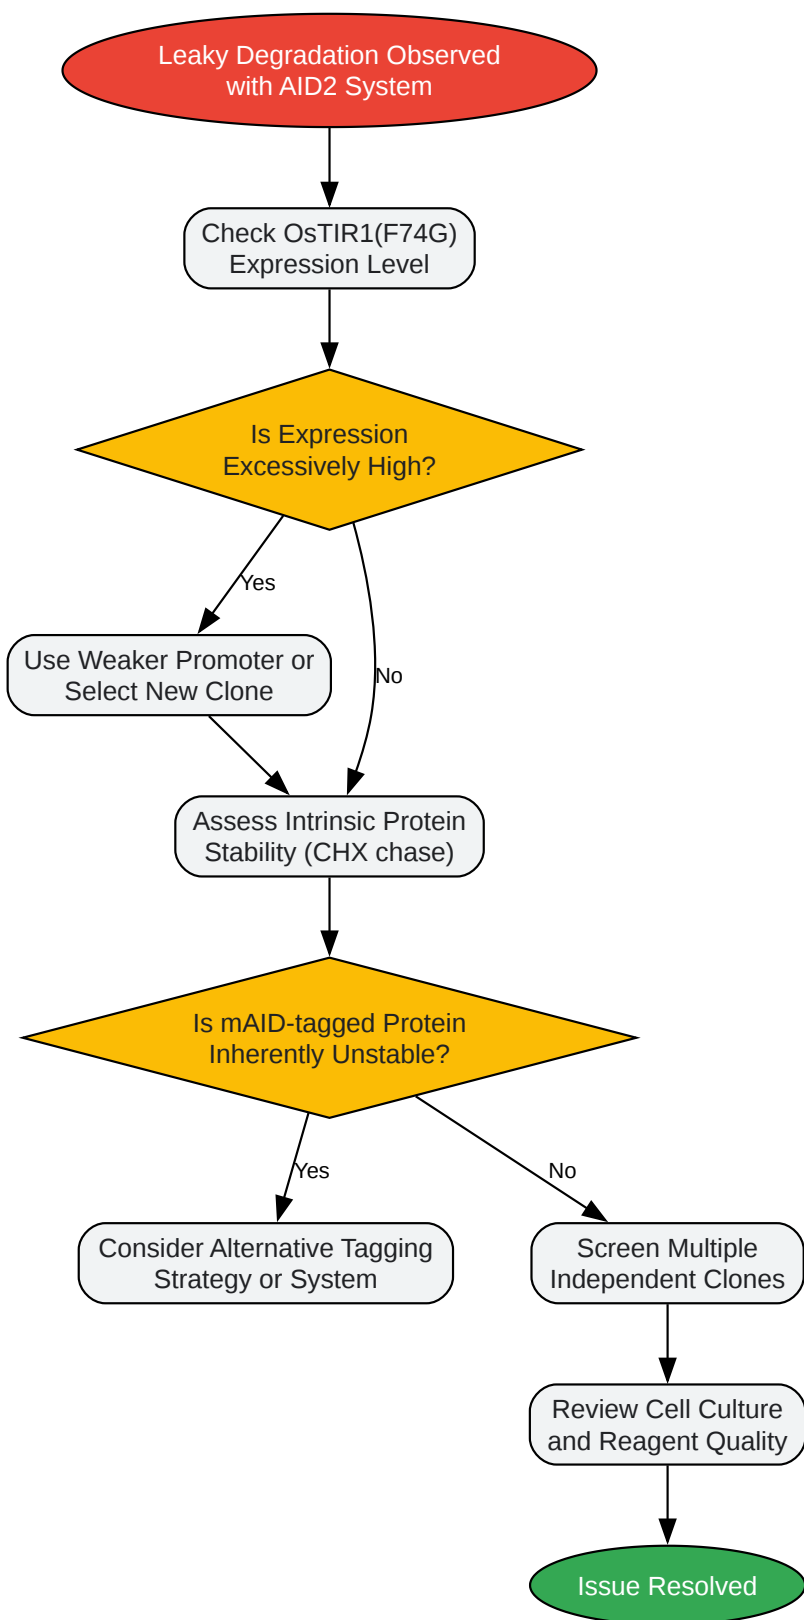 Leaky Degradation Observed
with AID2 System
Check OsTIR1(F74G)
Expression Level
Is Expression
Excessively High?
Yes
Use Weaker Promoter or
Select New Clone
No
Assess Intrinsic Protein
Stability (CHX chase)
Is mAID-tagged Protein
Inherently Unstable?
Yes
No
Consider Alternative Tagging
Strategy or System
Screen Multiple
Independent Clones
Review Cell Culture
and Reagent Quality
Issue Resolved